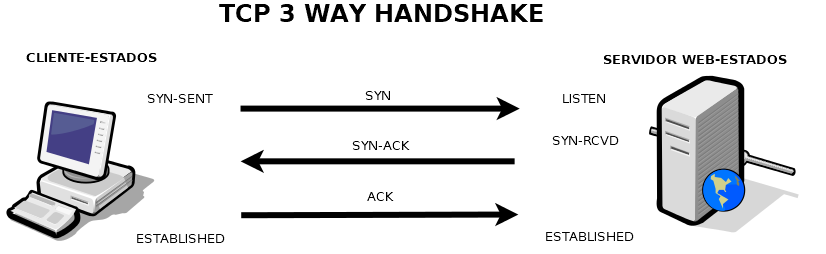 TCP 3 WAY HANDSHAKE
CLIENTE-ESTADOS
SERVIDOR WEB-ESTADOS
SYN-SENT
SYN
LISTEN
SYN-ACK
SYN-RCVD
ACK
ESTABLISHED
ESTABLISHED